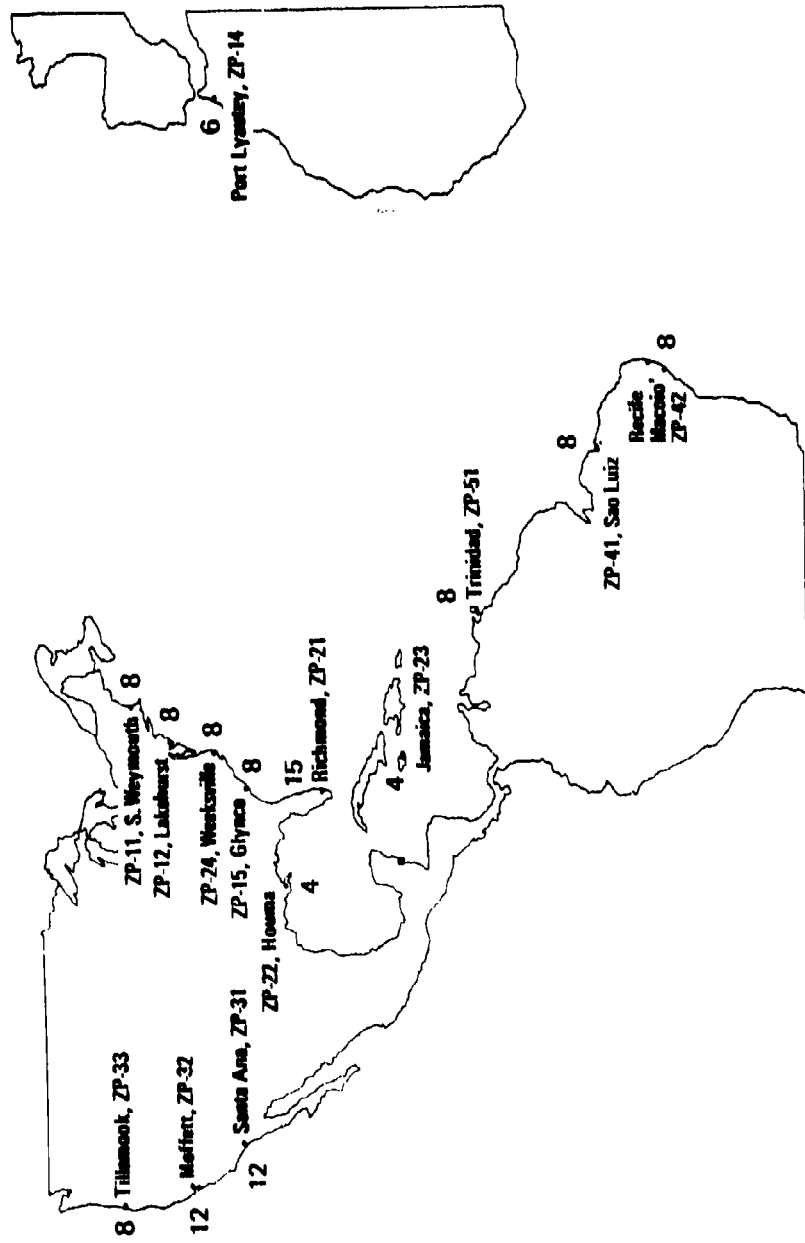 8 Tillamook, ZP-33
Moffett, ZP-32
12
Santa Ana, ZP-31
12
ZP-11, S. Weymouth
8
ZP-12, Lakehurst
8
ZP-24, Weeksville
8
ZP-15, Glynco
8
ZP-22, Houma
4
15
Richmond, ZP-21
4
Jamaica, ZP-23
8
Trinidad, ZP-51
8
ZP-41, Sao Luiz
Recife
Maceio
ZP-42
8
6
Port Lyautey, ZP-14